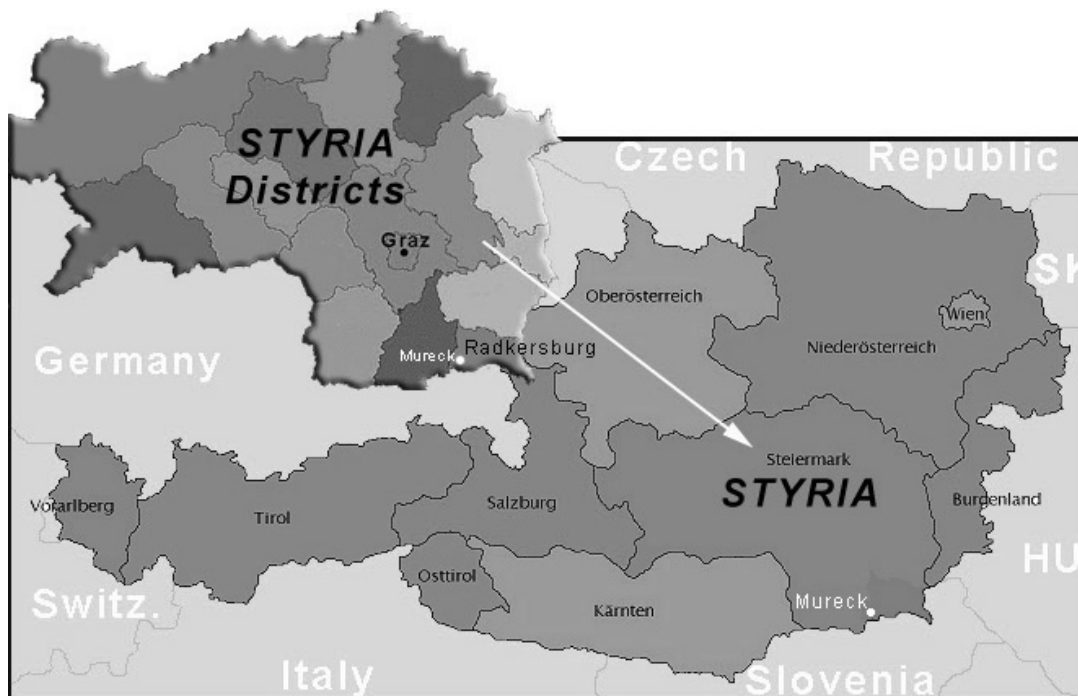 STYRIA
Districts
Graz
Mureck
Radkersburg
Czech Republic
SK
Germany
Oberösterreich
Wien
Niederösterreich
Steiermark
STYRIA
Vorarlberg
Tirol
Salzburg
Burgenland
HU
Osttirol
Kärnten
Mureck
Switz.
Italy
Slovenia